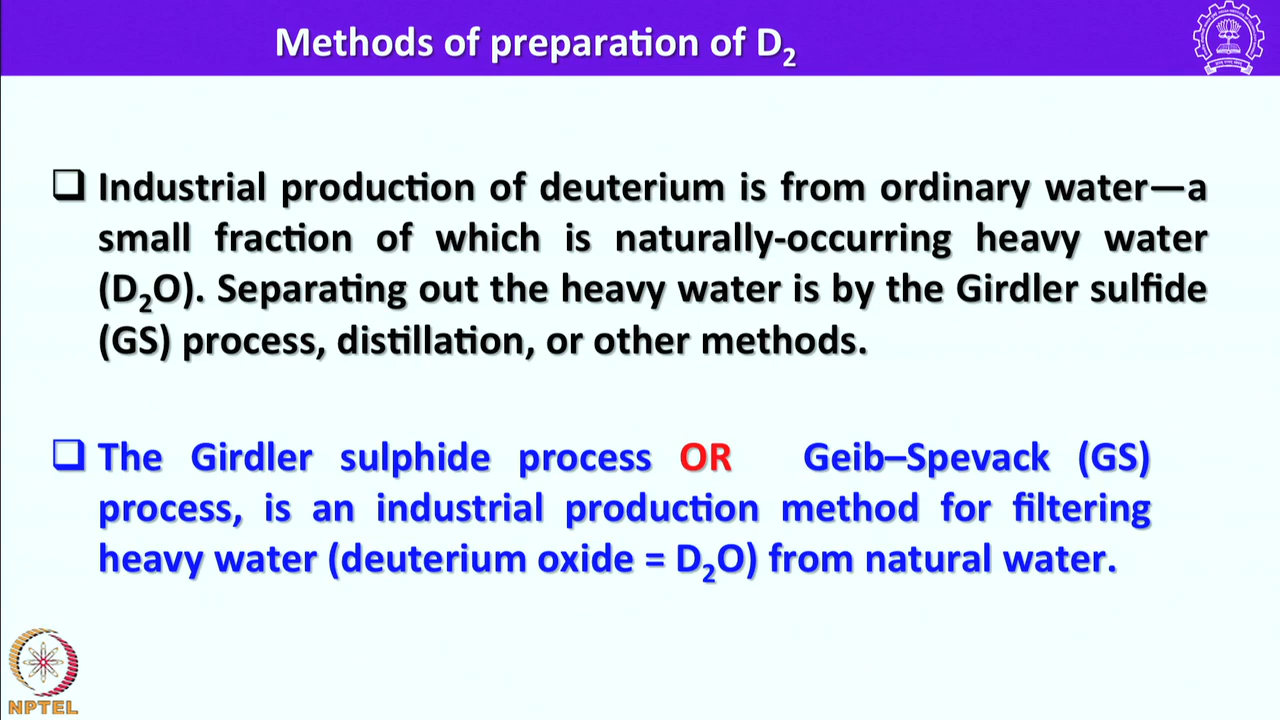 Methods of preparation of D₂
❑ Industrial production of deuterium is from ordinary water—a
small fraction of which is naturally-occurring heavy water
(D₂O). Separating out the heavy water is by the Girdler sulfide
(GS) process, distillation, or other methods.
❑ The Girdler sulphide process OR Geib–Spevack (GS)
process, is an industrial production method for filtering
heavy water (deuterium oxide = D₂O) from natural water.
NPTEL